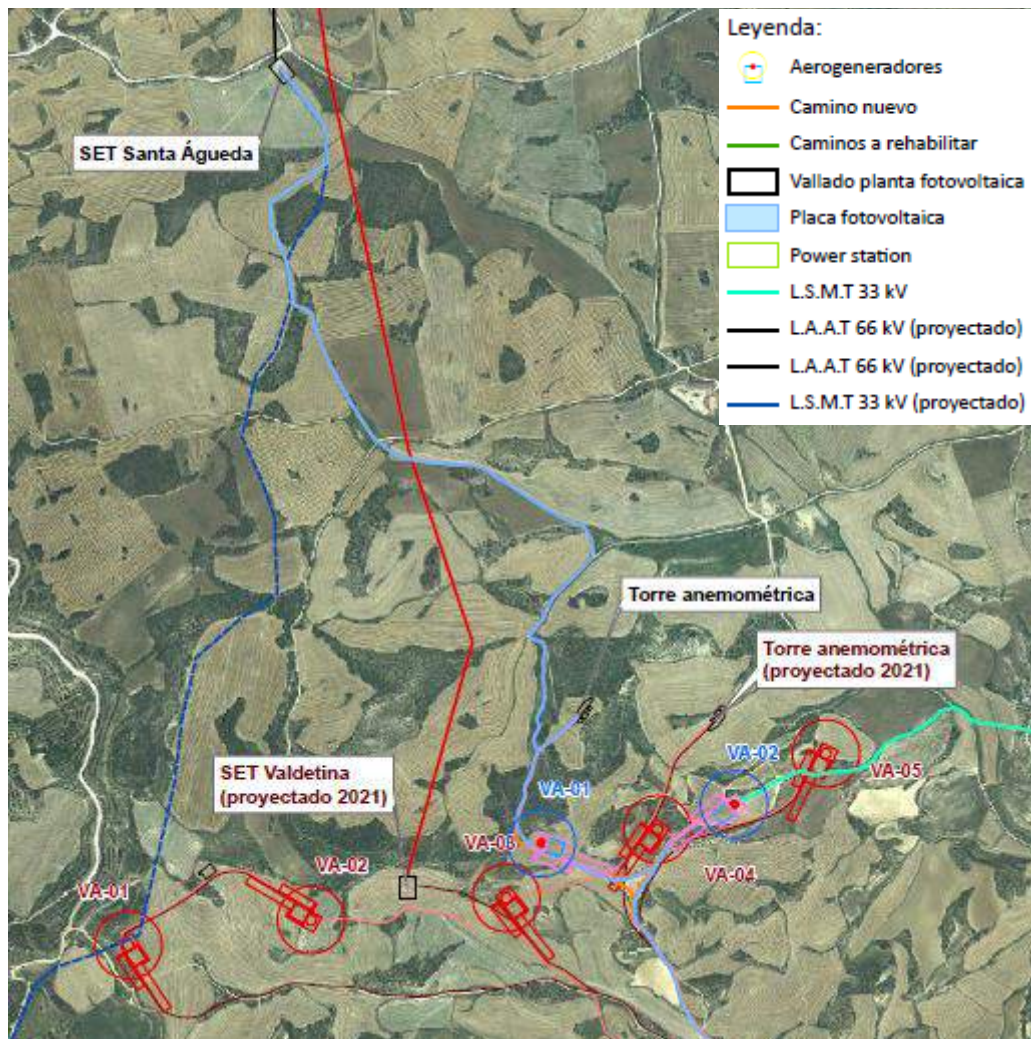 Leyenda:
Aerogeneradores
Camino nuevo
Caminos a rehabilitar
Vallado planta fotovoltaica
Placa fotovoltaica
Power station
L.S.M.T 33 kV
L.A.A.T 66 kV (proyectado)
L.A.A.T 66 kV (proyectado)
L.S.M.T 33 kV (proyectado)
SET Santa Águeda
Torre anemométrica
Torre anemométrica
(proyectado 2021)
SET Valdetina
(proyectado 2021)
VA-02
VA-05
VA-01
VA-03
VA-04
VA-02
VA-01